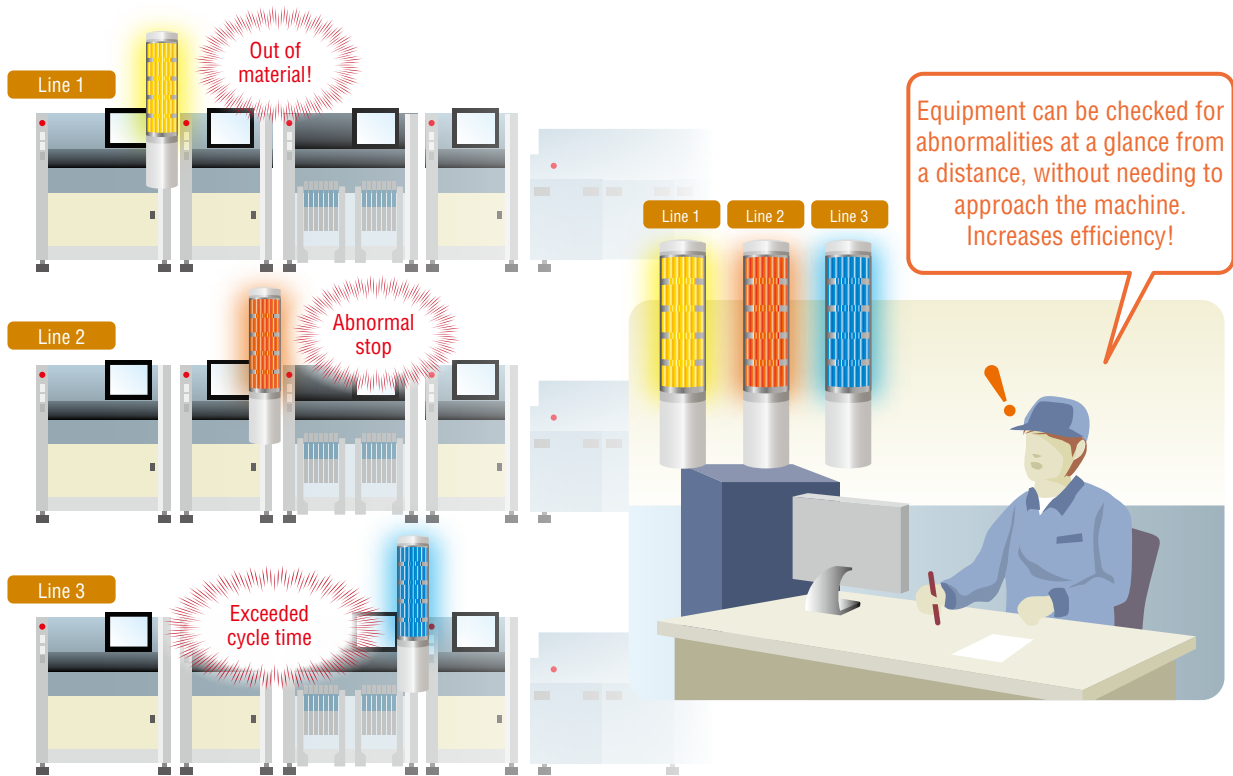 Line 1
Out of
material!
Line 2
Abnormal
stop
Line 3
Exceeded
cycle time
Line 1
Line 2
Line 3
Equipment can be checked for
abnormalities at a glance from
a distance, without needing to
approach the machine.
Increases efficiency!